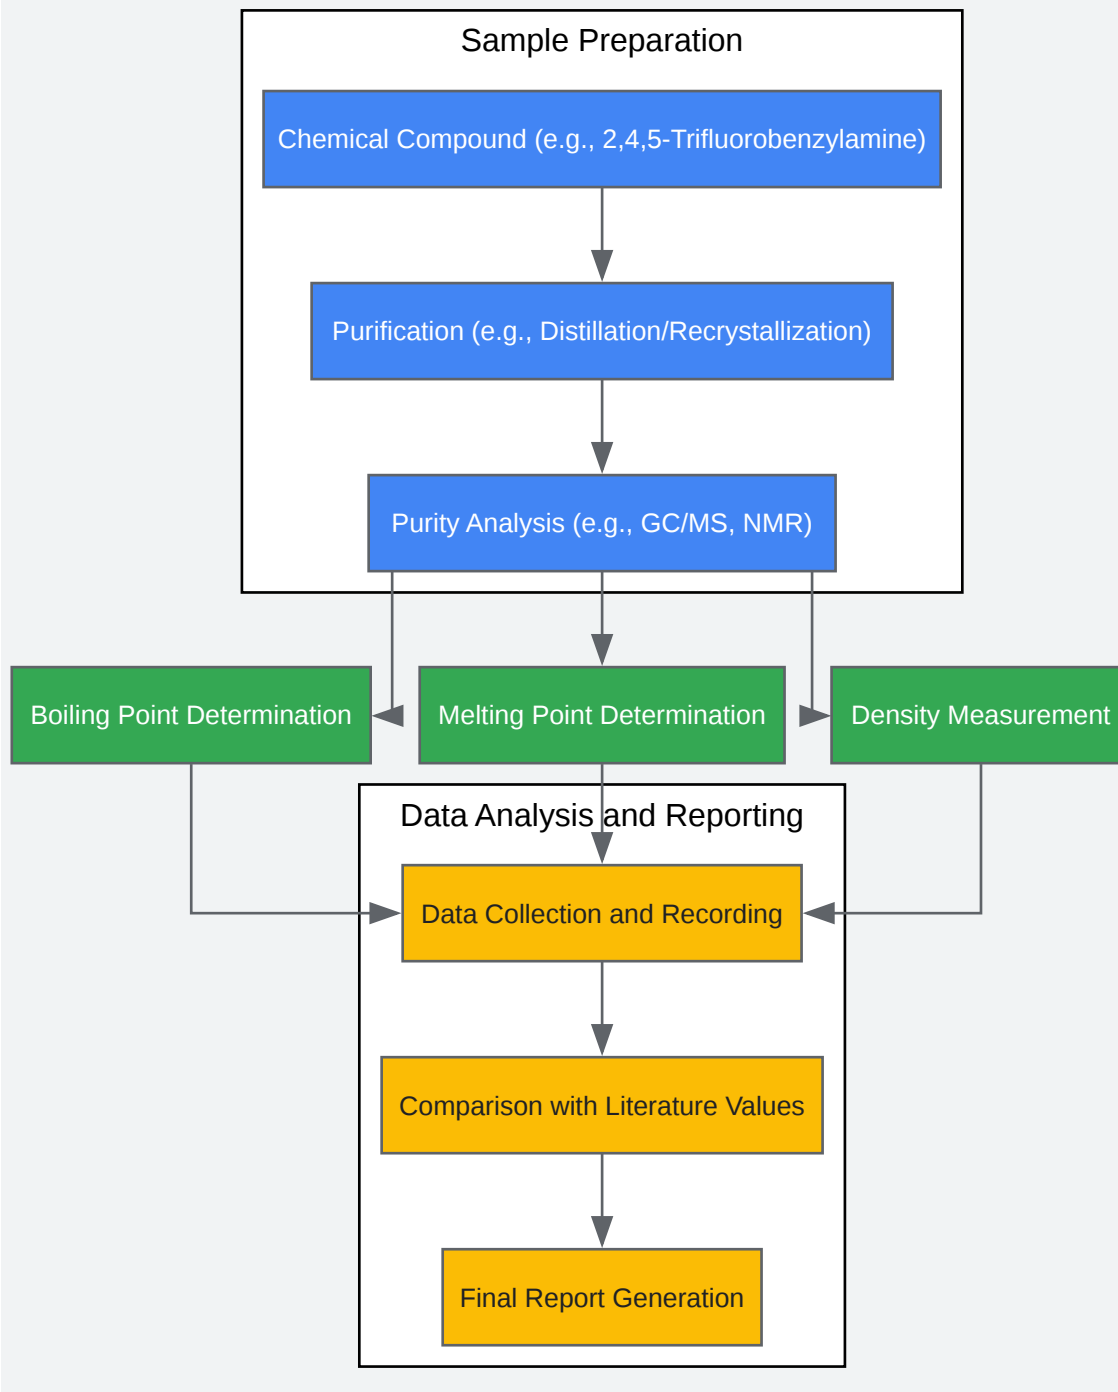 Sample Preparation
Chemical Compound (e.g., 2,4,5-Trifluorobenzylamine)
Purification (e.g., Distillation/Recrystallization)
Purity Analysis (e.g., GC/MS, NMR)
Boiling Point Determination
Melting Point Determination
Density Measurement
Data Analysis and Reporting
Data Collection and Recording
Comparison with Literature Values
Final Report Generation